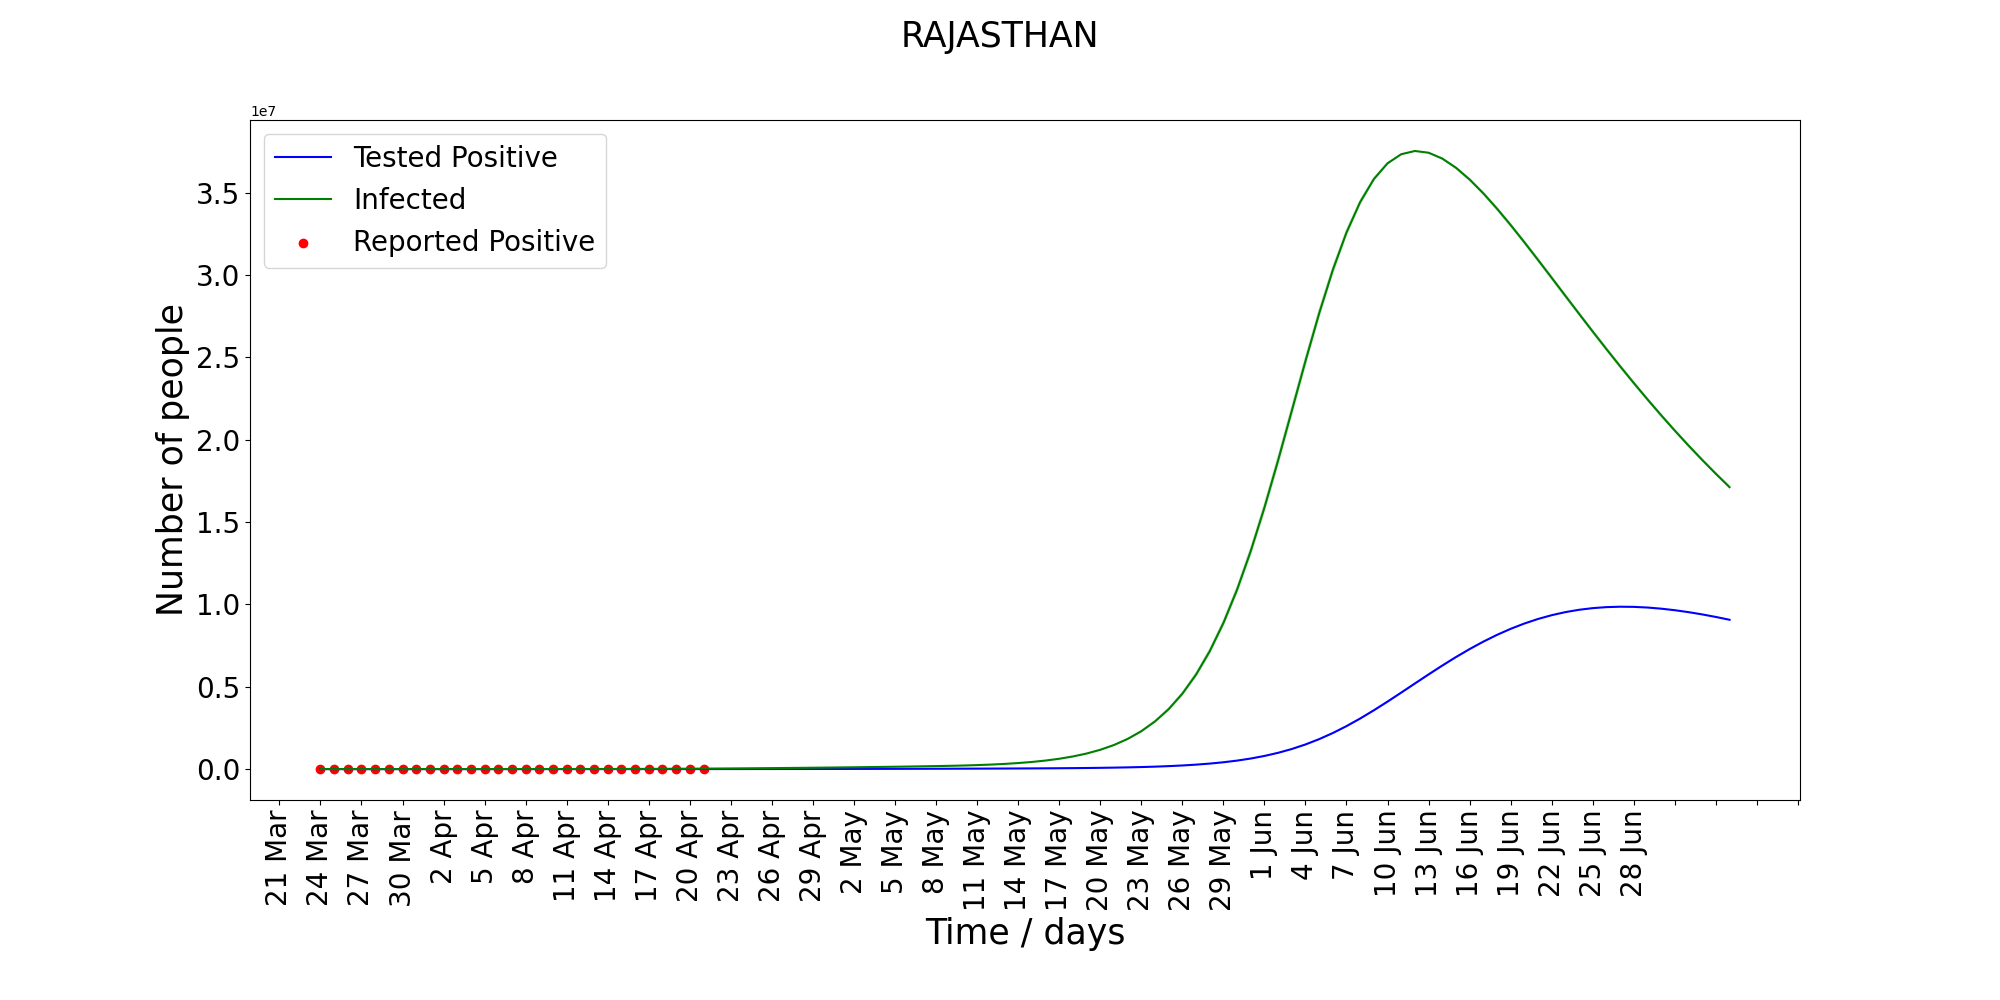 RAJASTHAN
1e7
Tested Positive
Infected
Reported Positive
3.5
3.0
2.5
2.0
1.5
1.0
0.5
0.0
Number of people
21 Mar
24 Mar
27 Mar
30 Mar
2 Apr
5 Apr
8 Apr
11 Apr
14 Apr
17 Apr
20 Apr
23 Apr
26 Apr
29 Apr
2 May
5 May
8 May
11 May
14 May
17 May
20 May
23 May
26 May
29 May
1 Jun
4 Jun
7 Jun
10 Jun
13 Jun
16 Jun
19 Jun
22 Jun
25 Jun
28 Jun
Time / days